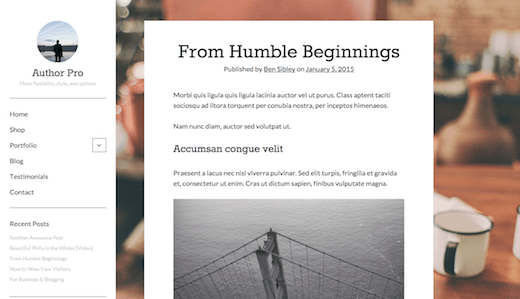 Author Pro
More flexibility, style, and options
Home
Shop
Portfolio
Blog
Testimonials
Contact
Recent Posts
Another Awesome Post
Beautiful Philly in the Winter [Video]
From Humble Beginnings
How to Wow Your Visitors
For Business & Blogging
From Humble Beginnings
Published by Ben Sibley on January 5, 2015
Morbi quis ligula quis ligula lacinia auctor vel ut purus. Class aptent taciti
sociosqu ad litora torquent per conubia nostra, per inceptos himenaeos.
Nam nunc diam, auctor sed volutpat ut.
Accumsan congue velit
Praesent a lacus nec nisl viverra pulvinar. Sed elit turpis, fringilla et gravida
et, consectetur ut enim. Cras ut dictum sapien, finibus vulputate magna.